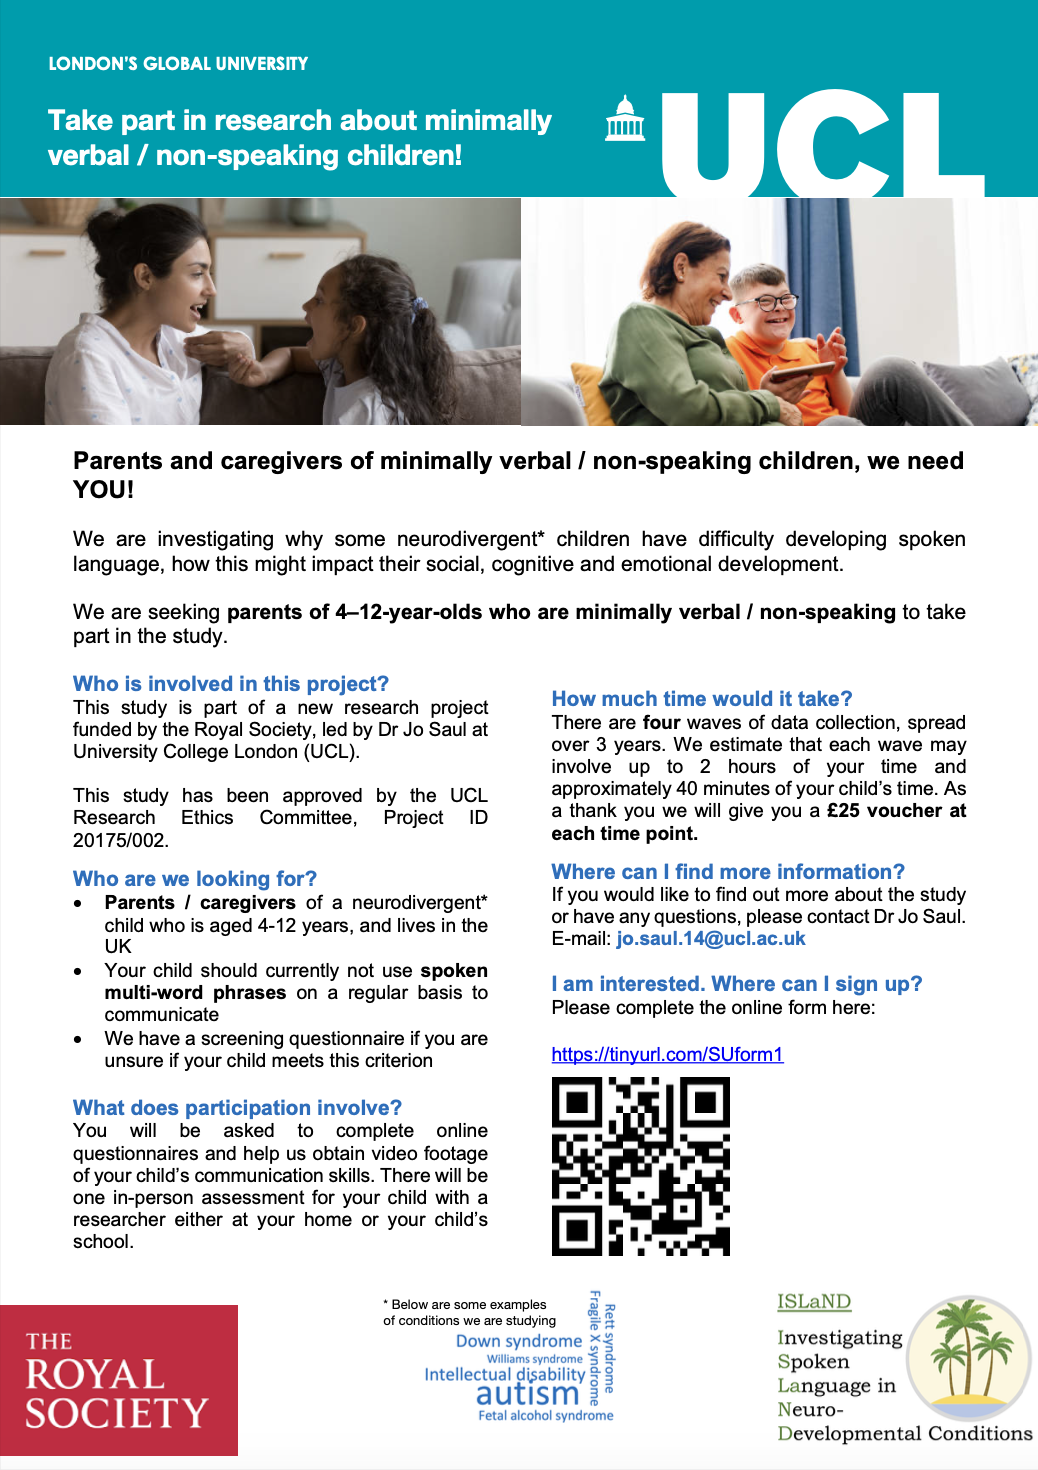 LONDON'S GLOBAL UNIVERSITY
Take part in research about minimally
verbal / non-speaking children!
UCL
Parents and caregivers of minimally verbal / non-speaking children, we need
YOU!
We are investigating why some neurodivergent* children have difficulty developing spoken
language, how this might impact their social, cognitive and emotional development.
We are seeking parents of 4–12-year-olds who are minimally verbal / non-speaking to take
part in the study.
Who is involved in this project?
This study is part of a new research project
funded by the Royal Society, led by Dr Jo Saul at
University College London (UCL).
This study has been approved by the UCL
Research Ethics Committee, Project ID
20175/002.
Who are we looking for?
• Parents / caregivers of a neurodivergent*
child who is aged 4-12 years, and lives in the
UK
• Your child should currently not use spoken
multi-word phrases on a regular basis to
communicate
• We have a screening questionnaire if you are
unsure if your child meets this criterion
What does participation involve?
You will be asked to complete online
questionnaires and help us obtain video footage
of your child's communication skills. There will be
one in-person assessment for your child with a
researcher either at your home or your child's
school.
How much time would it take?
There are four waves of data collection, spread
over 3 years. We estimate that each wave may
involve up to 2 hours of your time and
approximately 40 minutes of your child's time. As
a thank you we will give you a £25 voucher at
each time point.
Where can I find more information?
If you would like to find out more about the study
or have any questions, please contact Dr Jo Saul.
E-mail: jo.saul.14@ucl.ac.uk
I am interested. Where can I sign up?
Please complete the online form here:
https://tinyurl.com/SUform1
THE
ROYAL
SOCIETY
* Below are some examples
of conditions we are studying
Down syndrome
Williams syndrome
Intellectual disability
autism
Fetal alcohol syndrome
Fragile X syndrome
Rett syndrome
ISLaND
Investigating
Spoken
Language in
Neuro-
Developmental Conditions